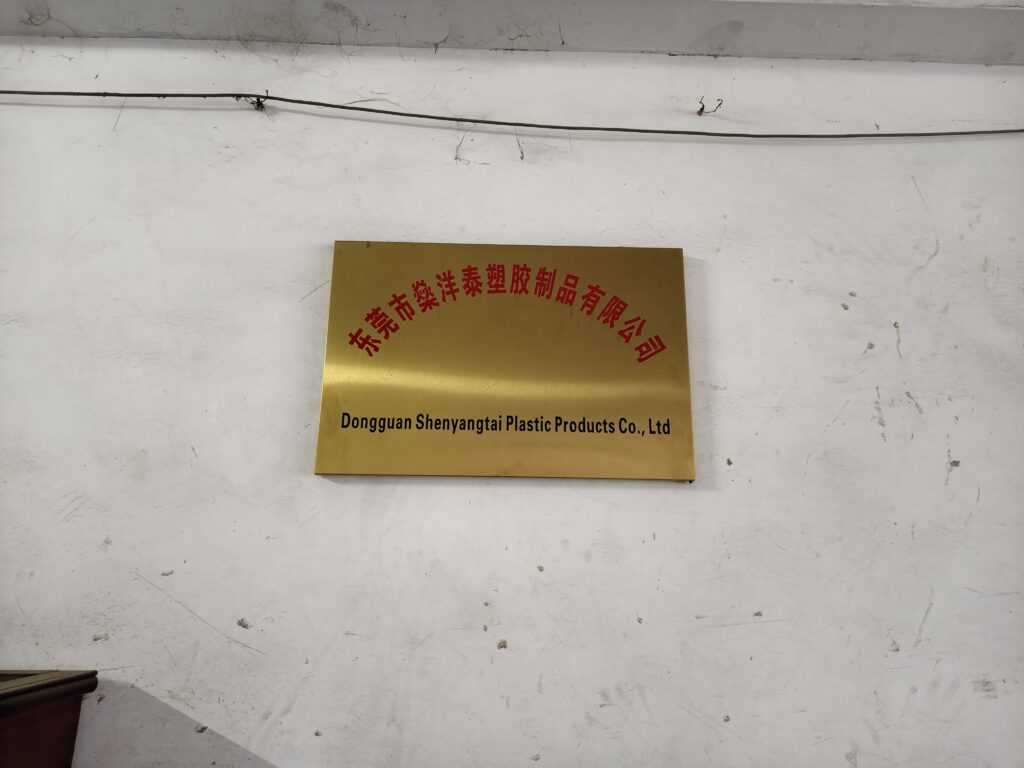 东莞市燊洋泰塑胶制品有限公司
Dongguan Shenyangtai Plastic Products Co., Ltd